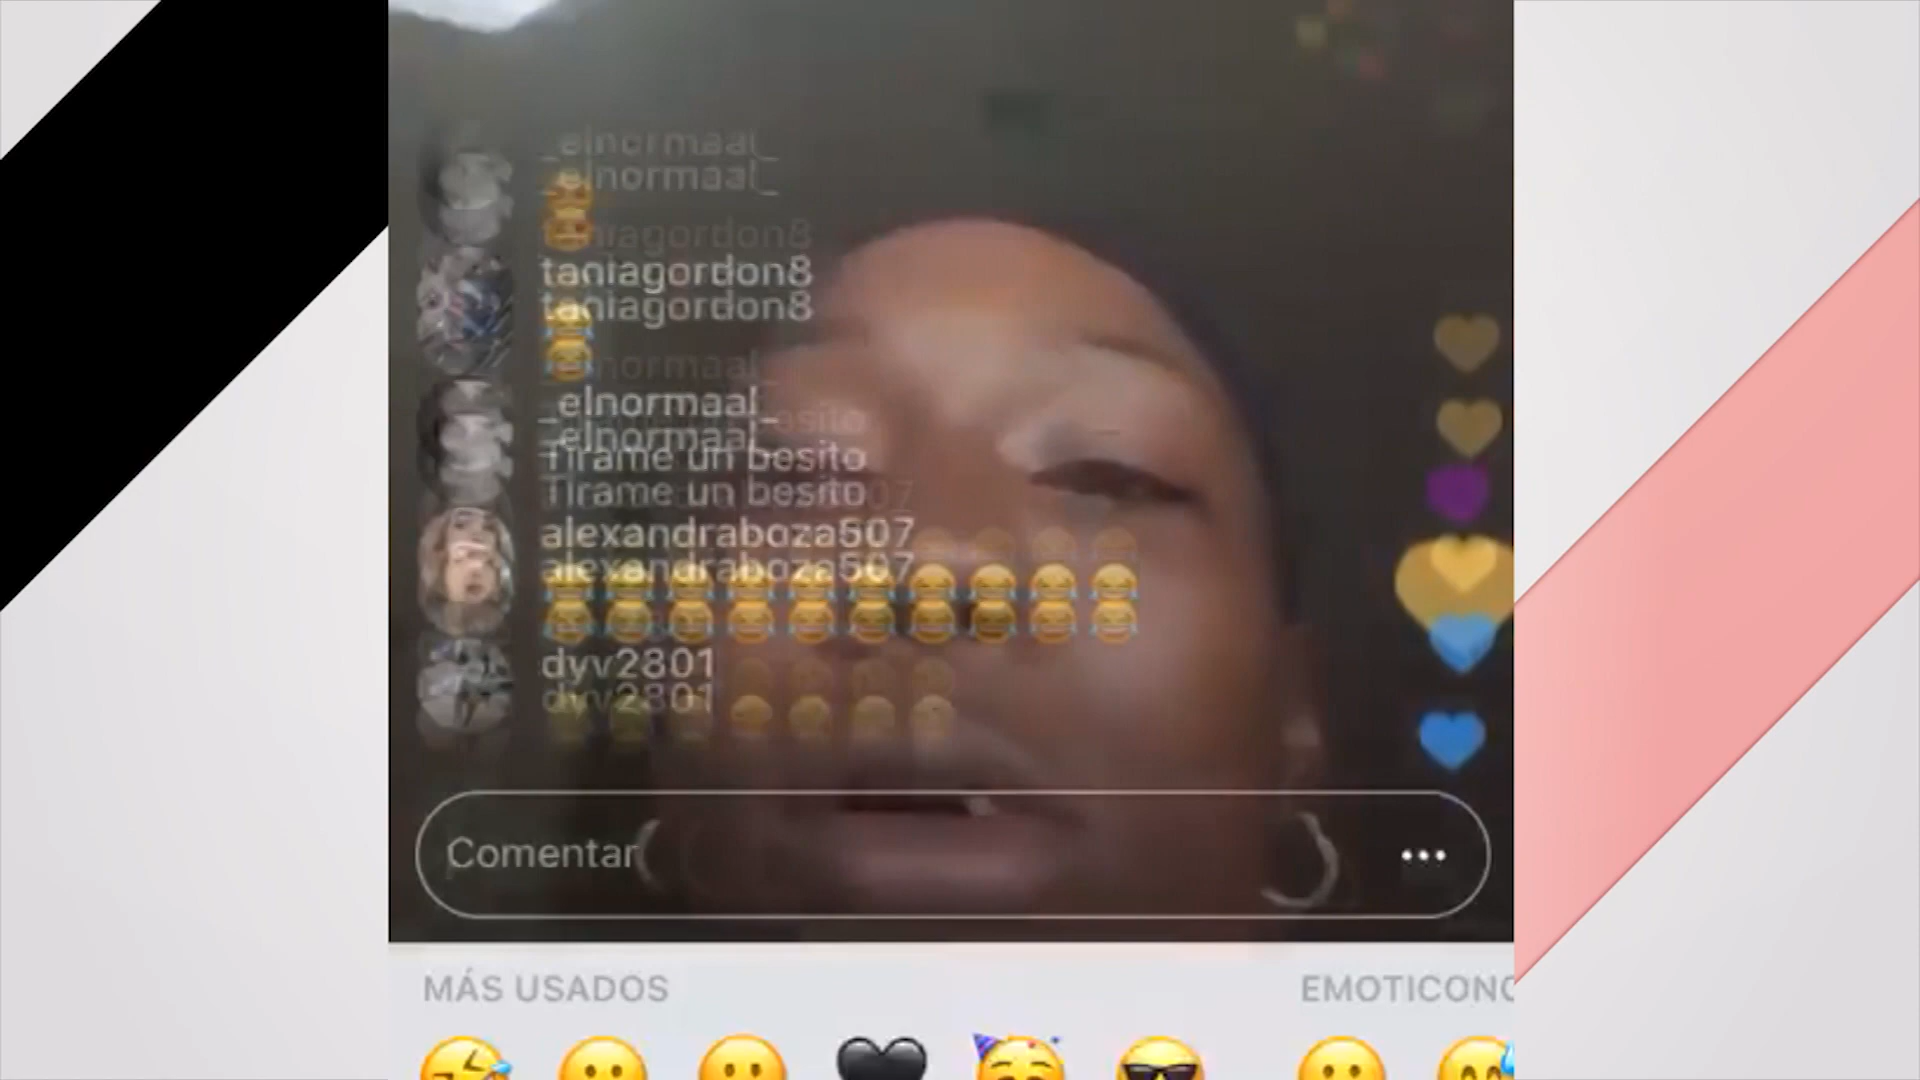 _elnormaal_
_elnormaal_
taniagordon8
taniagordon8
taniagordon8
_elnormaal_
_elnormaal_
Tirame un besito
Tirame un besito
alexandraboza507
alexandraboza507
dyv2801
dyv2801
Comentar
MÁS USADOS
EMOTICONO